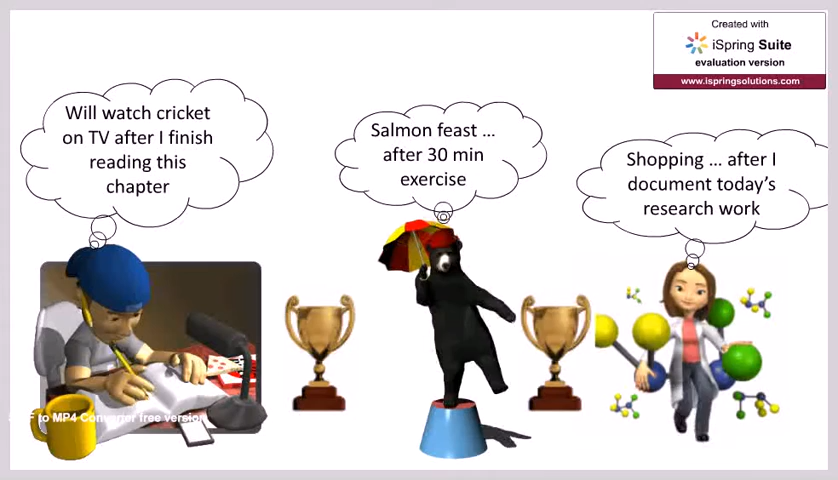 Created with
iSpring Suite
evaluation version
www.ispringsolutions.com
Will watch cricket
on TV after I finish
reading this
chapter
Salmon feast ...
after 30 min
exercise
Shopping ... after I
document today's
research work
to MP4 Converter free version